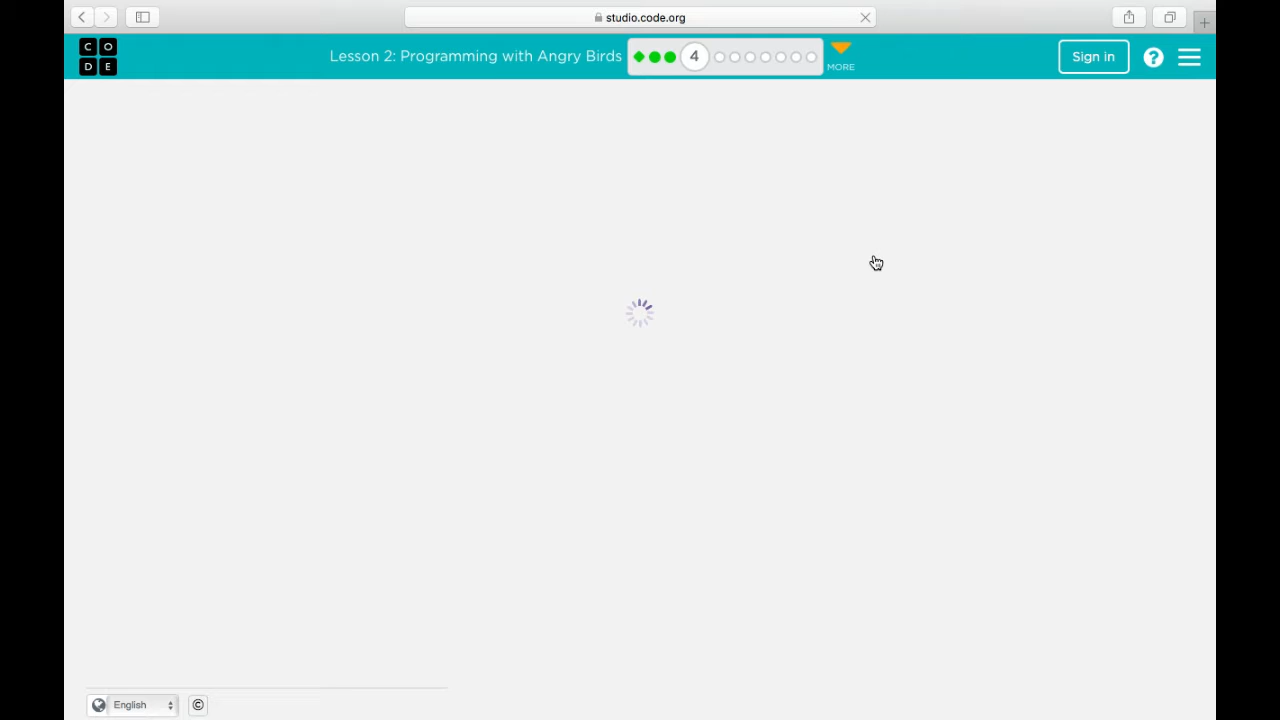 studio.code.org
C O
D E
Lesson 2: Programming with Angry Birds
4
MORE
Sign in
?
English
©